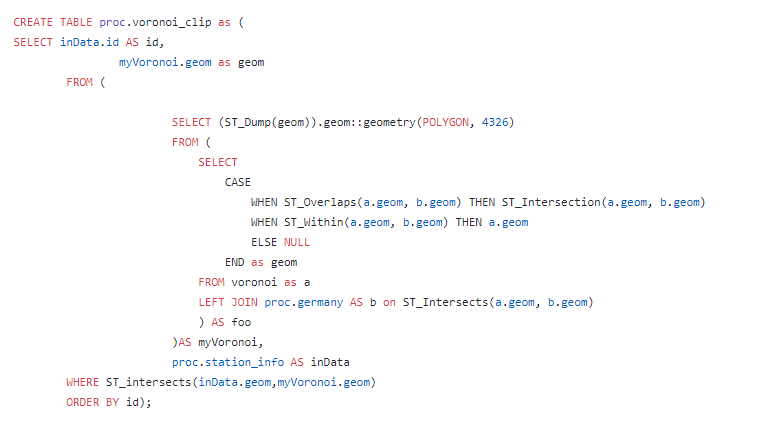 CREATE TABLE proc.voronoi_clip as (
SELECT inData.id AS id,
myVoronoi.geom as geom
FROM (
SELECT (ST_Dump(geom)).geom::geometry(POLYGON, 4326)
FROM (
SELECT
CASE
WHEN ST_Overlaps(a.geom, b.geom) THEN ST_Intersection(a.geom, b.geom)
WHEN ST_Within(a.geom, b.geom) THEN a.geom
ELSE NULL
END as geom
FROM voronoi as a
LEFT JOIN proc.germany AS b on ST_Intersects(a.geom, b.geom)
) AS foo
)AS myVoronoi,
proc.station_info AS inData
WHERE ST_intersects(inData.geom,myVoronoi.geom)
ORDER BY id);